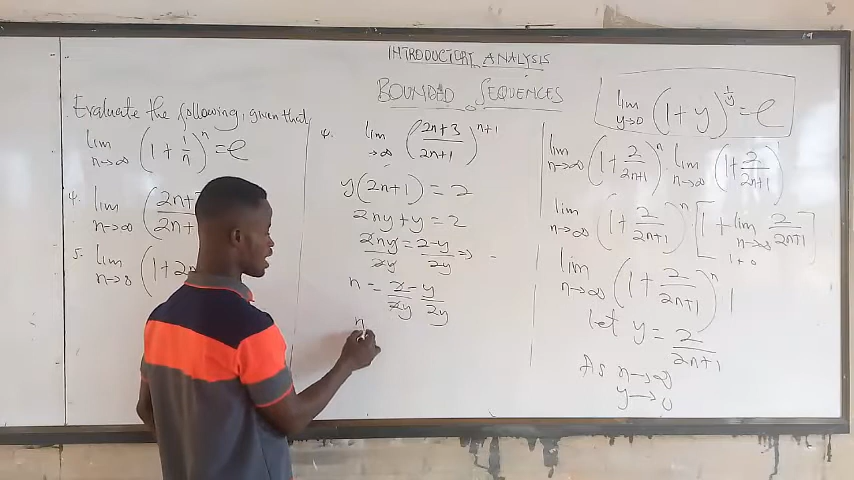 INTRODUCTORY ANALYSIS
BOUNDED SEQUENCES
Evaluate the following, given that
lim n→∞ (1 + 1/n)^n = e
4. lim n→∞ (2n+
2n+
5. lim n→∞ (1+2n
4. lim →∞ ((2n+3)/(2n+1))^(n+1)
y(2n+1) = 2
2ny + y = 2
2ny/2y = (2-y)/2y ⇒
n = 2/2y - y/2y
n
lim y→0 (1+y)^(1/y) = e
lim n→∞ (1 + 2/(2n+1))^n · lim n→∞ (1 + 2/(2n+1))
lim n→∞ (1 + 2/(2n+1))^n · [1 + lim n→∞ 2/(2n+1)]
1 + 0
lim n→∞ (1 + 2/(2n+1))^n 1
let y = 2/(2n+1)
As n→∞
y→0